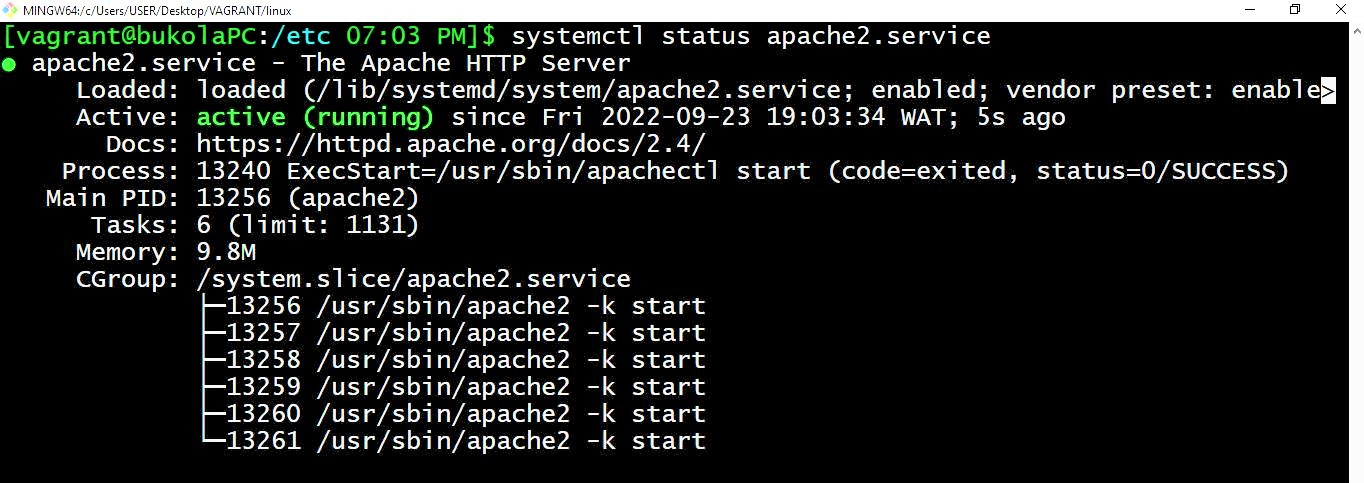 MINGW64:/c/Users/USER/Desktop/VAGRANT/linux
[vagrant@bukolaPC:/etc 07:03 PM]$ systemctl status apache2.service
● apache2.service - The Apache HTTP Server
     Loaded: loaded (/lib/systemd/system/apache2.service; enabled; vendor preset: enable>
     Active: active (running) since Fri 2022-09-23 19:03:34 WAT; 5s ago
       Docs: https://httpd.apache.org/docs/2.4/
    Process: 13240 ExecStart=/usr/sbin/apachectl start (code=exited, status=0/SUCCESS)
   Main PID: 13256 (apache2)
      Tasks: 6 (limit: 1131)
     Memory: 9.8M
     CGroup: /system.slice/apache2.service
             ├─13256 /usr/sbin/apache2 -k start
             ├─13257 /usr/sbin/apache2 -k start
             ├─13258 /usr/sbin/apache2 -k start
             ├─13259 /usr/sbin/apache2 -k start
             ├─13260 /usr/sbin/apache2 -k start
             └─13261 /usr/sbin/apache2 -k start